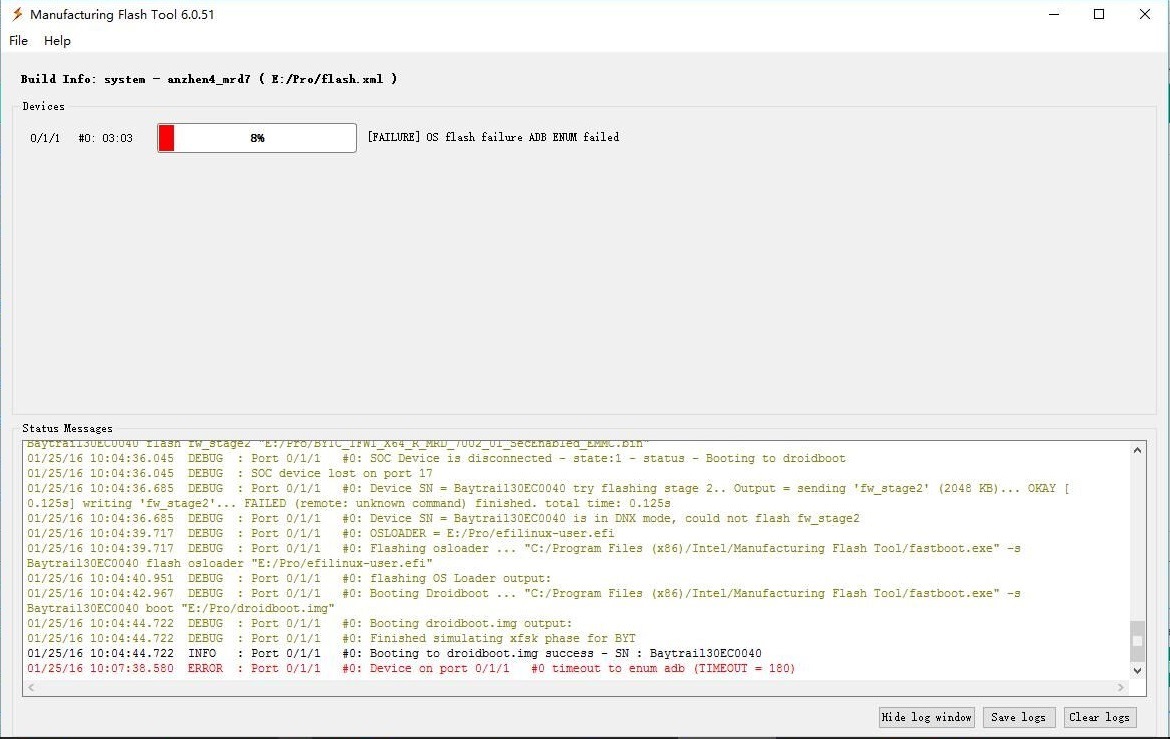 Manufacturing Flash Tool 6.0.51
File Help
Build Info: system - anzhen4_mrd7 ( E:/Pro/flash.xml )
Devices
0/1/1 #0: 03:03 8% [FAILURE] OS flash failure ADB ENUM failed
Status Messages
Baytrail30EC0040 flash fw_stage2 "E:/Pro/BYTC_IFWI_X64_R_MRD_7002_01_SecEnabled_EMMC.bin"
01/25/16 10:04:36.045 DEBUG : Port 0/1/1 #0: SOC Device is disconnected - state:1 - status - Booting to droidboot
01/25/16 10:04:36.045 DEBUG : SOC device lost on port 17
01/25/16 10:04:36.685 DEBUG : Port 0/1/1 #0: Device SN = Baytrail30EC0040 try flashing stage 2.. Output = sending 'fw_stage2' (2048 KB)... OKAY [
0.125s] writing 'fw_stage2'... FAILED (remote: unknown command) finished. total time: 0.125s
01/25/16 10:04:36.685 DEBUG : Port 0/1/1 #0: Device SN = Baytrail30EC0040 is in DNX mode, could not flash fw_stage2
01/25/16 10:04:39.717 DEBUG : Port 0/1/1 #0: OSLOADER = E:/Pro/efilinux-user.efi
01/25/16 10:04:39.717 DEBUG : Port 0/1/1 #0: Flashing osloader ... "C:/Program Files (x86)/Intel/Manufacturing Flash Tool/fastboot.exe" -s
Baytrail30EC0040 flash osloader "E:/Pro/efilinux-user.efi"
01/25/16 10:04:40.951 DEBUG : Port 0/1/1 #0: flashing OS Loader output:
01/25/16 10:04:42.967 DEBUG : Port 0/1/1 #0: Booting Droidboot ... "C:/Program Files (x86)/Intel/Manufacturing Flash Tool/fastboot.exe" -s
Baytrail30EC0040 boot "E:/Pro/droidboot.img"
01/25/16 10:04:44.722 DEBUG : Port 0/1/1 #0: Booting droidboot.img output:
01/25/16 10:04:44.722 DEBUG : Port 0/1/1 #0: Finished simulating xfsk phase for BYT
01/25/16 10:04:44.722 INFO : Port 0/1/1 #0: Booting to droidboot.img success - SN : Baytrail30EC0040
01/25/16 10:07:38.580 ERROR : Port 0/1/1 #0: Device on port 0/1/1 #0 timeout to enum adb (TIMEOUT = 180)
Hide log window Save logs Clear logs